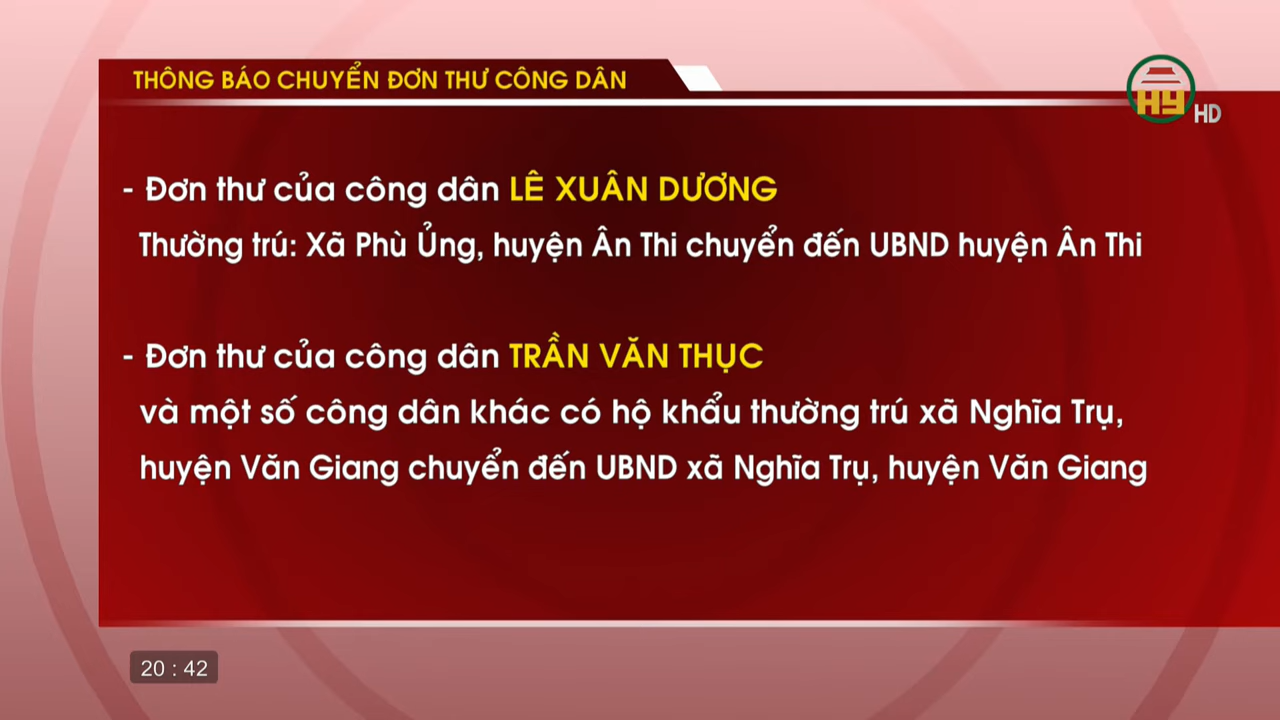 THÔNG BÁO CHUYỂN ĐƠN THƯ CÔNG DÂN
HY HD
- Đơn thư của công dân LÊ XUÂN DƯƠNG
Thường trú: Xã Phù Ủng, huyện Ân Thi chuyển đến UBND huyện Ân Thi
- Đơn thư của công dân TRẦN VĂN THỤC
và một số công dân khác có hộ khẩu thường trú xã Nghĩa Trụ,
huyện Văn Giang chuyển đến UBND xã Nghĩa Trụ, huyện Văn Giang
20 : 42